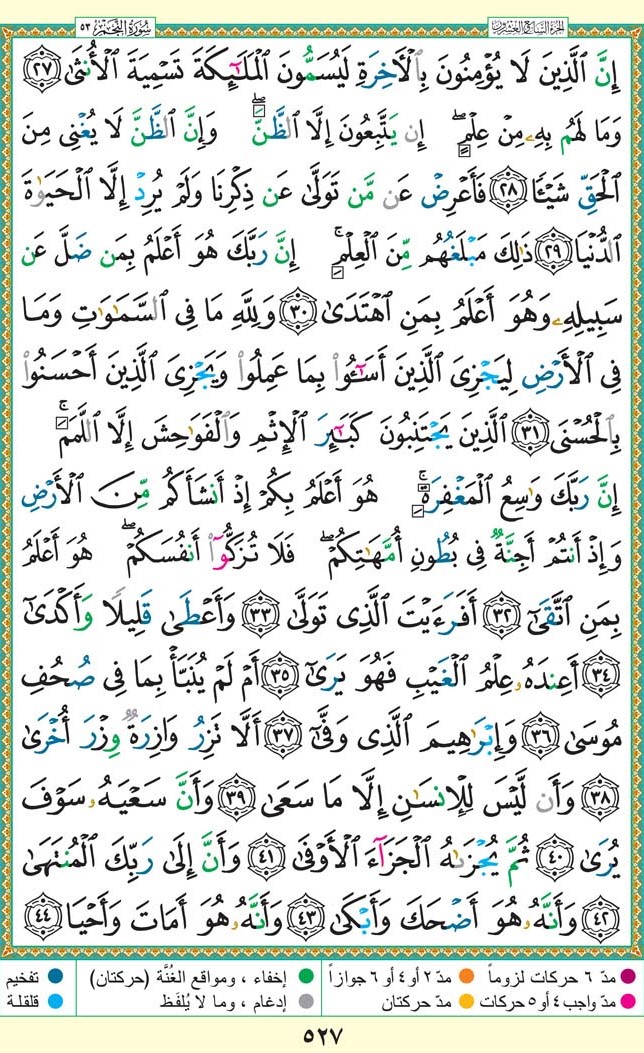 سُورَةُ النَّجْمِ ٥٣
الجزء السابع والعشرون
إِنَّ ٱلَّذِينَ لَا يُؤْمِنُونَ بِٱلْأَخِرَةِ لَيُسَمُّونَ ٱلْمَلَٰٓئِكَةَ تَسْمِيَةَ ٱلْأُنثَىٰ ٢٧
وَمَا لَهُم بِهِۦ مِنْ عِلْمٍ ۖ إِن يَتَّبِعُونَ إِلَّا ٱلظَّنَّ ۖ وَإِنَّ ٱلظَّنَّ لَا يُغْنِى مِنَ
ٱلْحَقِّ شَيْـًٔا ٢٨ فَأَعْرِضْ عَن مَّن تَوَلَّىٰ عَن ذِكْرِنَا وَلَمْ يُرِدْ إِلَّا ٱلْحَيَوٰةَ
ٱلدُّنْيَا ٢٩ ذَٰلِكَ مَبْلَغُهُم مِّنَ ٱلْعِلْمِ ۚ إِنَّ رَبَّكَ هُوَ أَعْلَمُ بِمَن ضَلَّ عَن
سَبِيلِهِۦ وَهُوَ أَعْلَمُ بِمَنِ ٱهْتَدَىٰ ٣٠ وَلِلَّهِ مَا فِى ٱلسَّمَٰوَٰتِ وَمَا
فِى ٱلْأَرْضِ لِيَجْزِىَ ٱلَّذِينَ أَسَٰٓـُٔوا۟ بِمَا عَمِلُوا۟ وَيَجْزِىَ ٱلَّذِينَ أَحْسَنُوا۟
بِٱلْحُسْنَى ٣١ ٱلَّذِينَ يَجْتَنِبُونَ كَبَٰٓئِرَ ٱلْإِثْمِ وَٱلْفَوَٰحِشَ إِلَّا ٱللَّمَمَ ۚ
إِنَّ رَبَّكَ وَٰسِعُ ٱلْمَغْفِرَةِ ۚ هُوَ أَعْلَمُ بِكُمْ إِذْ أَنشَأَكُم مِّنَ ٱلْأَرْضِ
وَإِذْ أَنتُمْ أَجِنَّةٌ فِى بُطُونِ أُمَّهَٰتِكُمْ ۖ فَلَا تُزَكُّوٓا۟ أَنفُسَكُمْ ۖ هُوَ أَعْلَمُ
بِمَنِ ٱتَّقَىٰٓ ٣٢ أَفَرَءَيْتَ ٱلَّذِى تَوَلَّىٰ ٣٣ وَأَعْطَىٰ قَلِيلًا وَأَكْدَىٰٓ
٣٤ أَعِندَهُۥ عِلْمُ ٱلْغَيْبِ فَهُوَ يَرَىٰٓ ٣٥ أَمْ لَمْ يُنَبَّأْ بِمَا فِى صُحُفِ
مُوسَىٰ ٣٦ وَإِبْرَٰهِيمَ ٱلَّذِى وَفَّىٰٓ ٣٧ أَلَّا تَزِرُ وَازِرَةٌ وِزْرَ أُخْرَىٰ
٣٨ وَأَن لَّيْسَ لِلْإِنسَٰنِ إِلَّا مَا سَعَىٰ ٣٩ وَأَنَّ سَعْيَهُۥ سَوْفَ
يُرَىٰ ٤٠ ثُمَّ يُجْزَىٰهُ ٱلْجَزَآءَ ٱلْأَوْفَىٰ ٤١ وَأَنَّ إِلَىٰ رَبِّكَ ٱلْمُنتَهَىٰ
٤٢ وَأَنَّهُۥ هُوَ أَضْحَكَ وَأَبْكَىٰ ٤٣ وَأَنَّهُۥ هُوَ أَمَاتَ وَأَحْيَا ٤٤
مدّ ٦ حركات لزوماً مدّ ٢ أو ٤ أو ٦ جوازاً إخفاء ، ومواقع الغُنَّة (حركتان) تفخيم
مدّ واجب ٤ أو ٥ حركات مدّ حركتان إدغام ، وما لا يُلفَظ قلقلة
٥٢٧